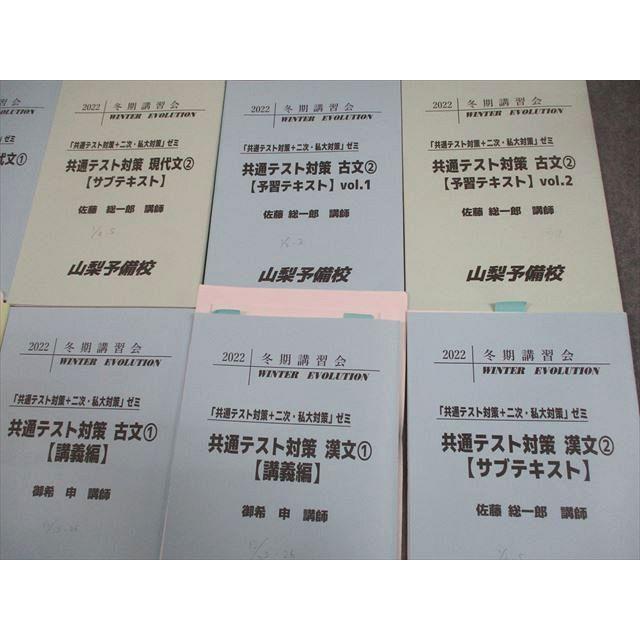 習会
OLUTION
ゼミ
代文①
2022 冬期講習会
WINTER EVOLUTION
「共通テスト対策+二次・私大対策」ゼミ
共通テスト対策 現代文②
【サブテキスト】
佐藤 総一郎 講師
山梨予備校
2022 冬期講習会
WINTER EVOLUTION
「共通テスト対策+二次・私大対策」ゼミ
共通テスト対策 古文②
【予習テキスト】vol.1
佐藤 総一郎 講師
山梨予備校
2022 冬期講習会
WINTER EVOLUTION
「共通テスト対策+二次・私大対策」ゼミ
共通テスト対策 古文②
【予習テキスト】vol.2
佐藤 総一郎 講師
山梨予備校
2022 冬期講習会
WINTER EVOLUTION
「共通テスト対策+二次・私大対策」ゼミ
共通テスト対策 古文①
【講義編】
御希 申 講師
2022 冬期講習会
WINTER EVOLUTION
「共通テスト対策+二次・私大対策」ゼミ
共通テスト対策 漢文①
【講義編】
御希 申 講師
2022 冬期講習会
WINTER EVOLUTION
「共通テスト対策+二次・私大対策」ゼミ
共通テスト対策 漢文②
【サブテキスト】
佐藤 総一郎 講師